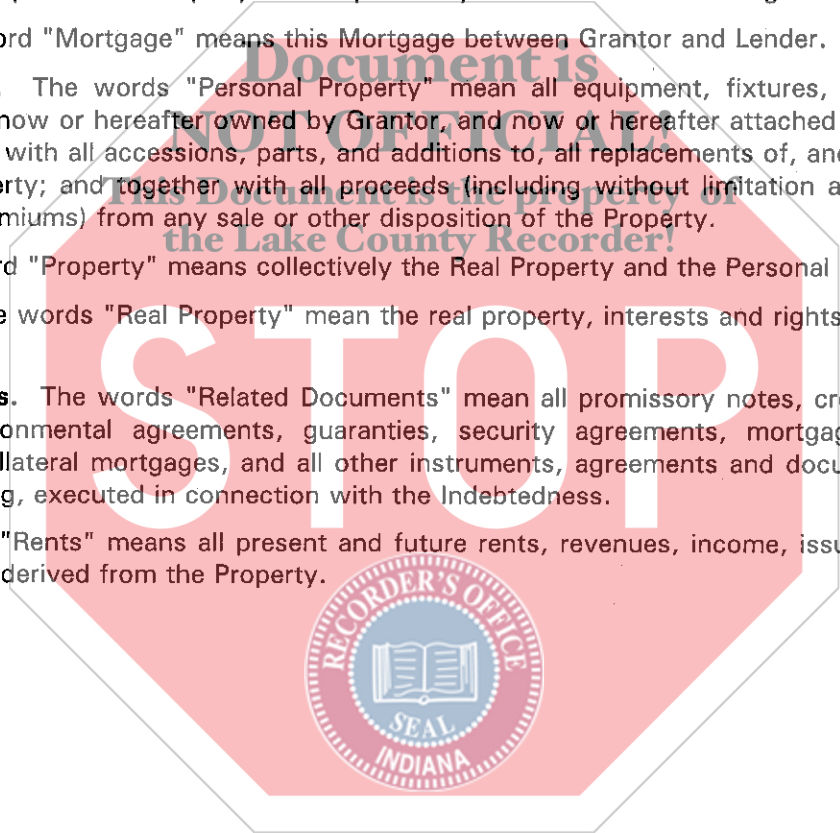 ord "Mortgage" means this Mortgage between Grantor and Lender.
Document is
. The words "Personal Property" mean all equipment, fixtures,
now or hereafter owned by Grantor, and now or hereafter attached
NOT OFFICIAL!
with all accessions, parts, and additions to, all replacements of, and
erty; and together with all proceeds (including without limitation a
This Document is the property of
miums) from any sale or other disposition of the Property.
the Lake County Recorder!
rd "Property" means collectively the Real Property and the Personal
e words "Real Property" mean the real property, interests and rights
STOP
s. The words "Related Documents" mean all promissory notes, cr
onmental agreements, guaranties, security agreements, mortgag
llateral mortgages, and all other instruments, agreements and docu
g, executed in connection with the Indebtedness.
"Rents" means all present and future rents, revenues, income, issu
derived from the Property.
RECORDER'S OFFICE
SEAL
INDIANA